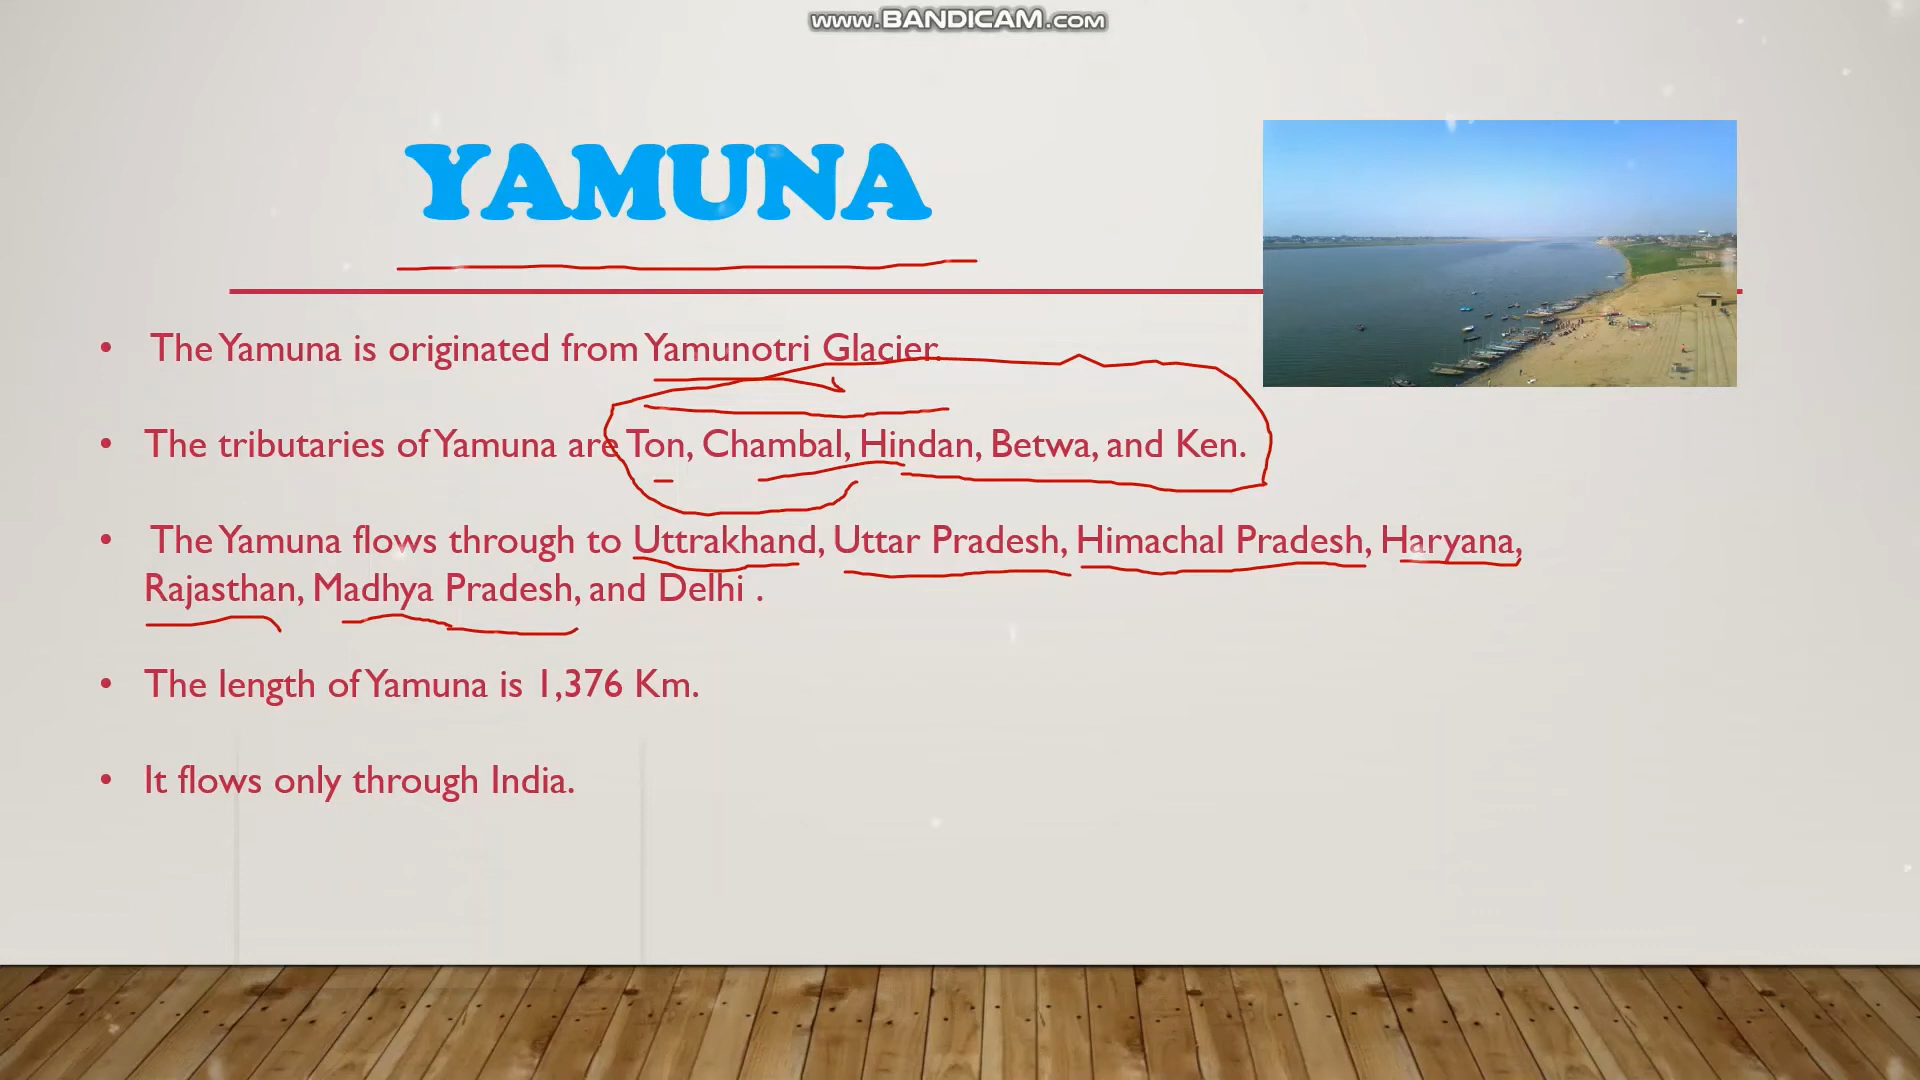 www.BANDICAM.com
YAMUNA
• The Yamuna is originated from Yamunotri Glacier.
• The tributaries of Yamuna are Ton, Chambal, Hindan, Betwa, and Ken.
• The Yamuna flows through to Uttrakhand, Uttar Pradesh, Himachal Pradesh, Haryana,
Rajasthan, Madhya Pradesh, and Delhi .
• The length of Yamuna is 1,376 Km.
• It flows only through India.